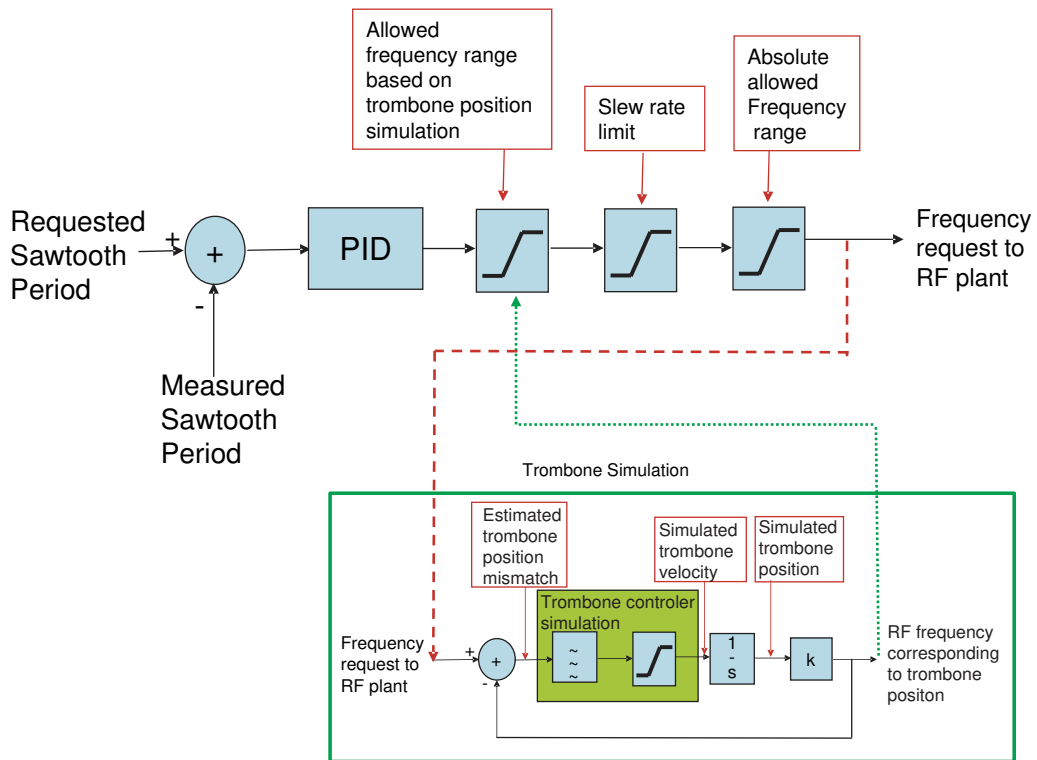 Allowed
frequency range
based on
trombone position
simulation
Slew rate
limit
Absolute
allowed
Frequency
range
Requested
Sawtooth
Period
+
+
-
PID
Frequency
request to
RF plant
Measured
Sawtooth
Period
Trombone Simulation
Estimated
trombone
position
mismatch
Simulated
trombone
velocity
Simulated
trombone
position
Trombone controler
simulation
Frequency
request to
RF plant
+
+
-
~
~
~
1
-
s
k
RF frequency
corresponding
to trombone
positon